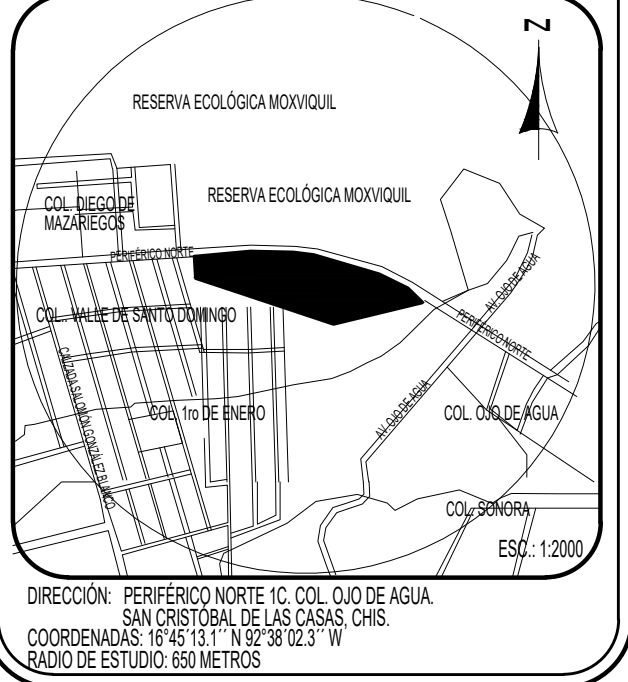 N
RESERVA ECOLÓGICA MOXVIQUIL
RESERVA ECOLÓGICA MOXVIQUIL
COL. DIEGO DE
MAZARIEGOS
PERIFÉRICO NORTE
AV. OJO DE AGUA
COL.. VALLE DE SANTO DOMINGO
PERIFÉRICO NORTE
CALZADA SALOMÓN GONZÁLEZ BLANCO
COL. 1ro DE ENERO
AV. OJO DE AGUA
COL. OJO DE AGUA
COL. SONORA
ESC.: 1:2000
DIRECCIÓN: PERIFÉRICO NORTE 1C. COL. OJO DE AGUA.
SAN CRISTÓBAL DE LAS CASAS, CHIS.
COORDENADAS: 16°45´13.1´´ N 92°38´02.3´´ W
RADIO DE ESTUDIO: 650 METROS